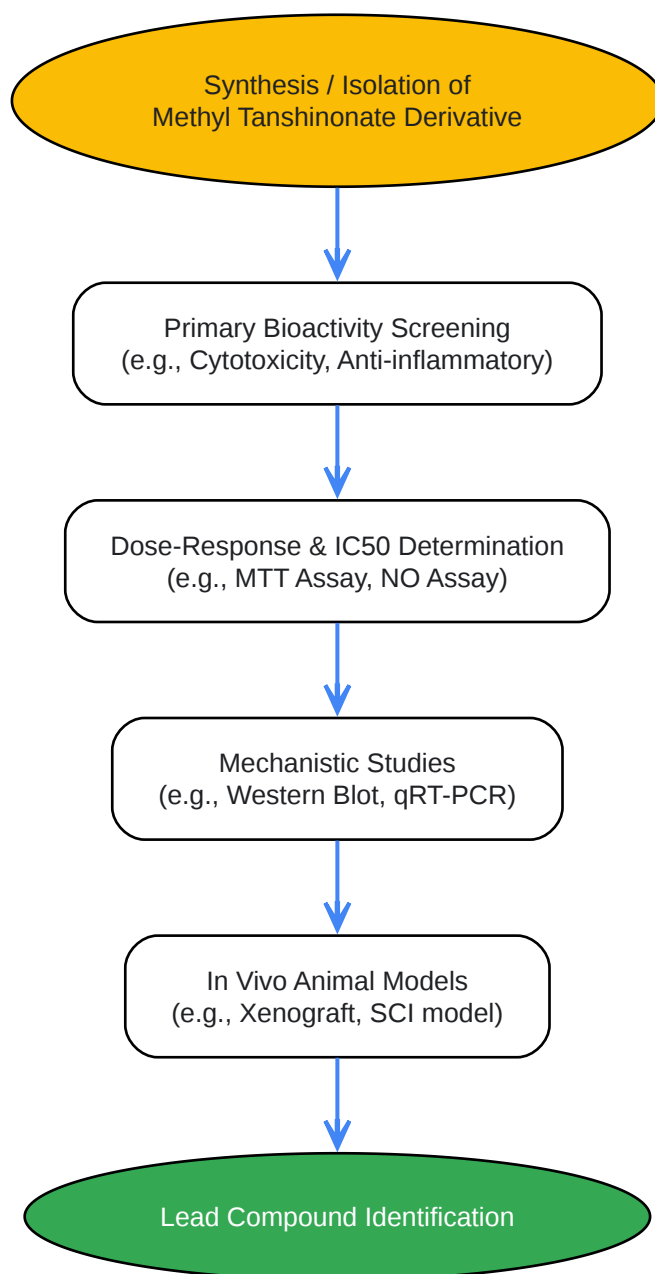 Synthesis / Isolation of
Methyl Tanshinonate Derivative
Primary Bioactivity Screening
(e.g., Cytotoxicity, Anti-inflammatory)
Dose-Response & IC50 Determination
(e.g., MTT Assay, NO Assay)
Mechanistic Studies
(e.g., Western Blot, qRT-PCR)
In Vivo Animal Models
(e.g., Xenograft, SCI model)
Lead Compound Identification